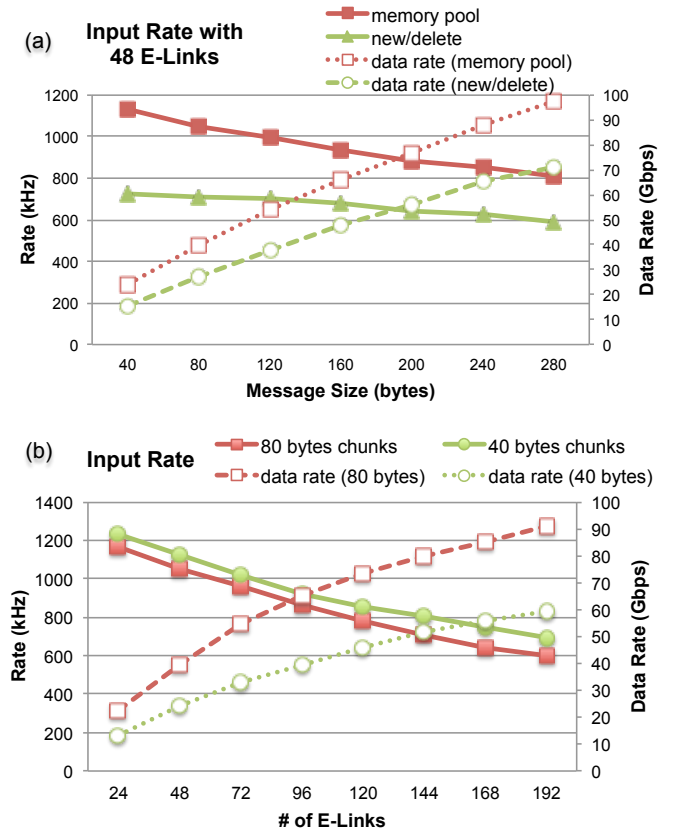 (a)
Input Rate with
48 E-Links
memory pool
new/delete
data rate (memory pool)
data rate (new/delete)
1200
1000
800
600
400
200
0
Rate (kHz)
100
90
80
70
60
50
40
30
20
10
0
Data Rate (Gbps)
40 80 120 160 200 240 280
Message Size (bytes)
(b)
Input Rate
80 bytes chunks
40 bytes chunks
data rate (80 bytes)
data rate (40 bytes)
1400
1200
1000
800
600
400
200
0
Rate (kHz)
100
90
80
70
60
50
40
30
20
10
0
Data Rate (Gbps)
24 48 72 96 120 144 168 192
# of E-Links